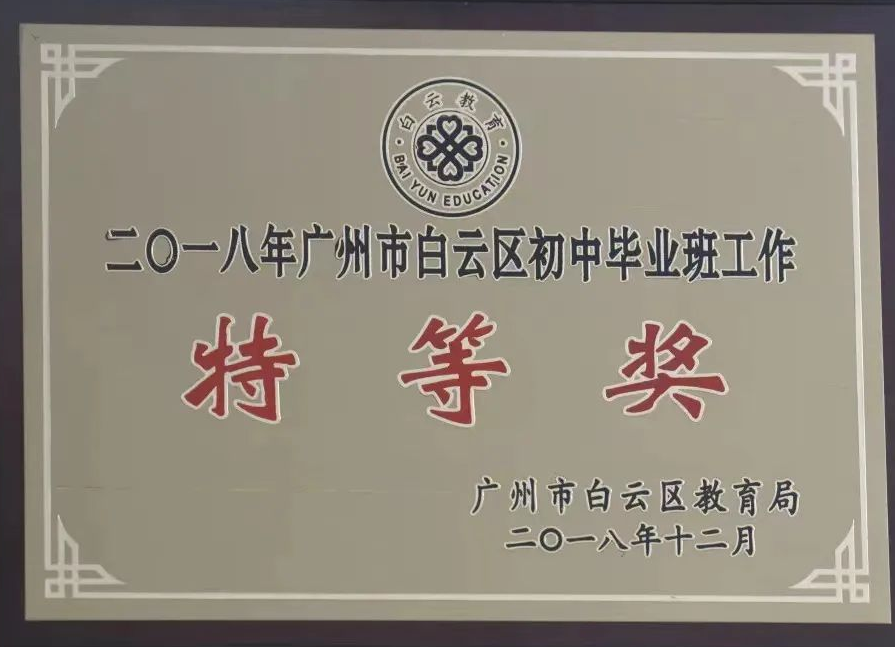 白云教育
BAI YUN EDUCATION
二〇一八年广州市白云区初中毕业班工作
特等奖
广州市白云区教育局
二〇一八年十二月